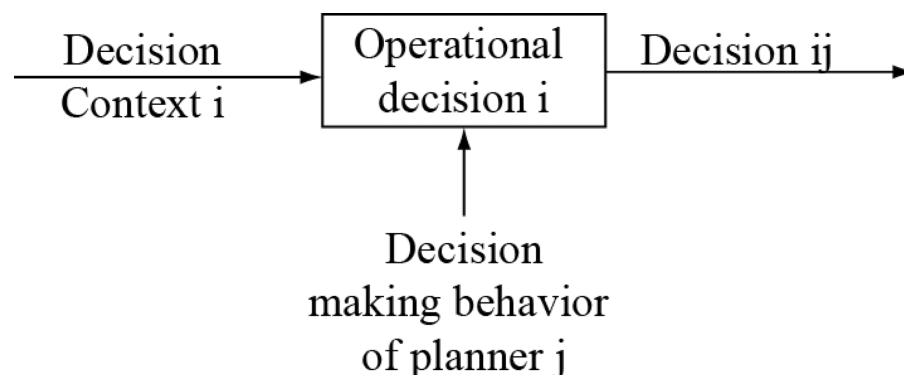 Decision
Context i
Operational
decision i
Decision ij
Decision
making behavior
of planner j